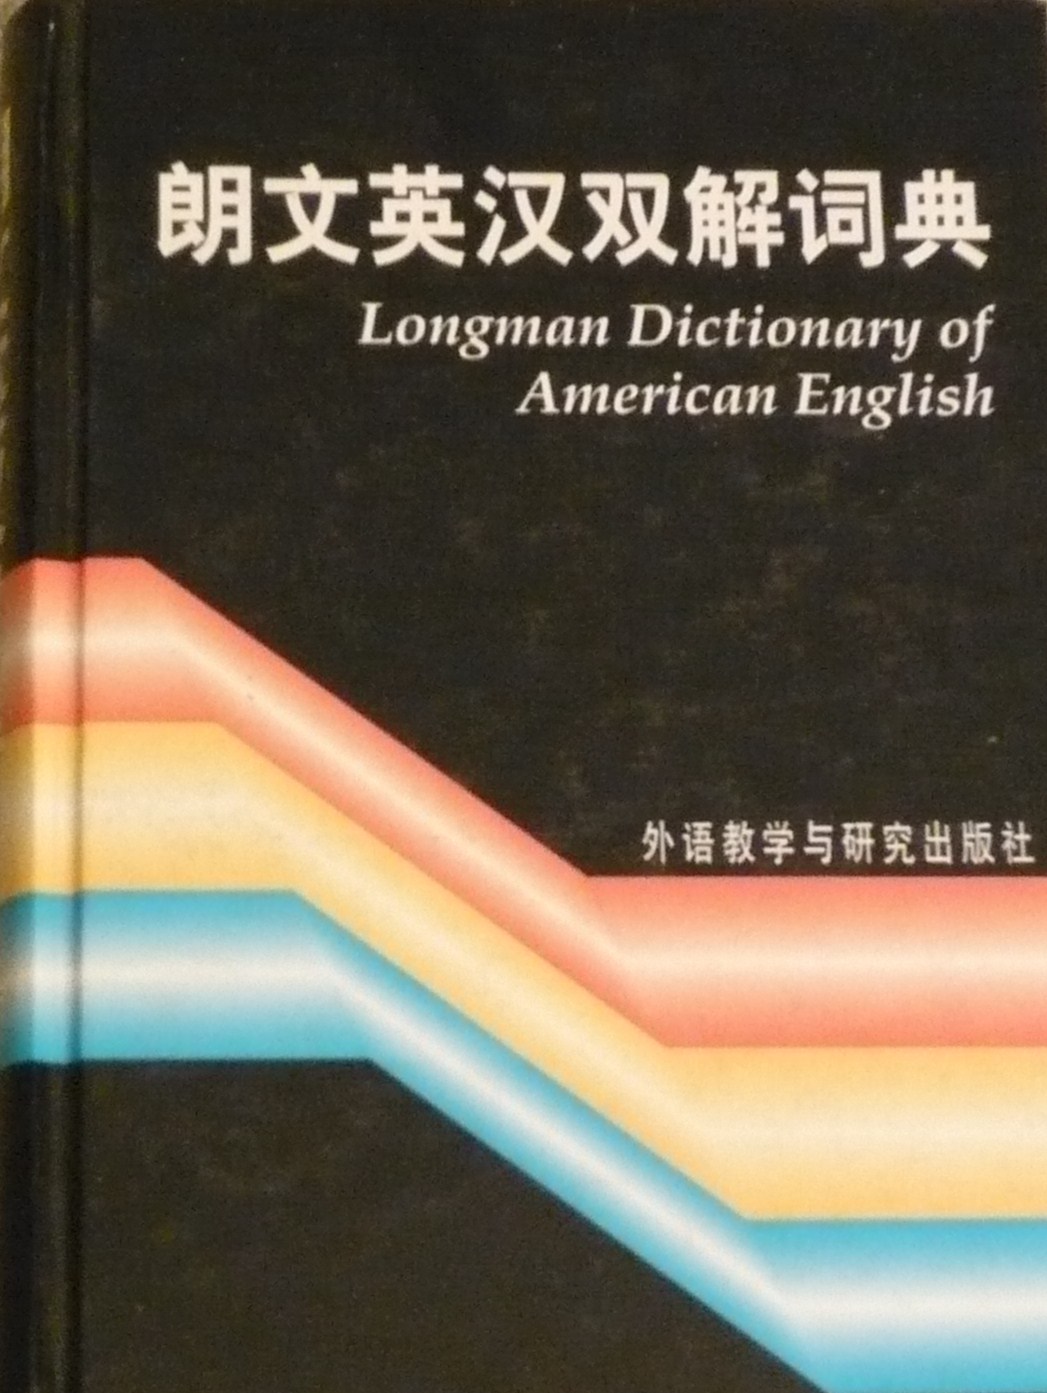 朗文英汉双解词典
Longman Dictionary of
American English
外语教学与研究出版社